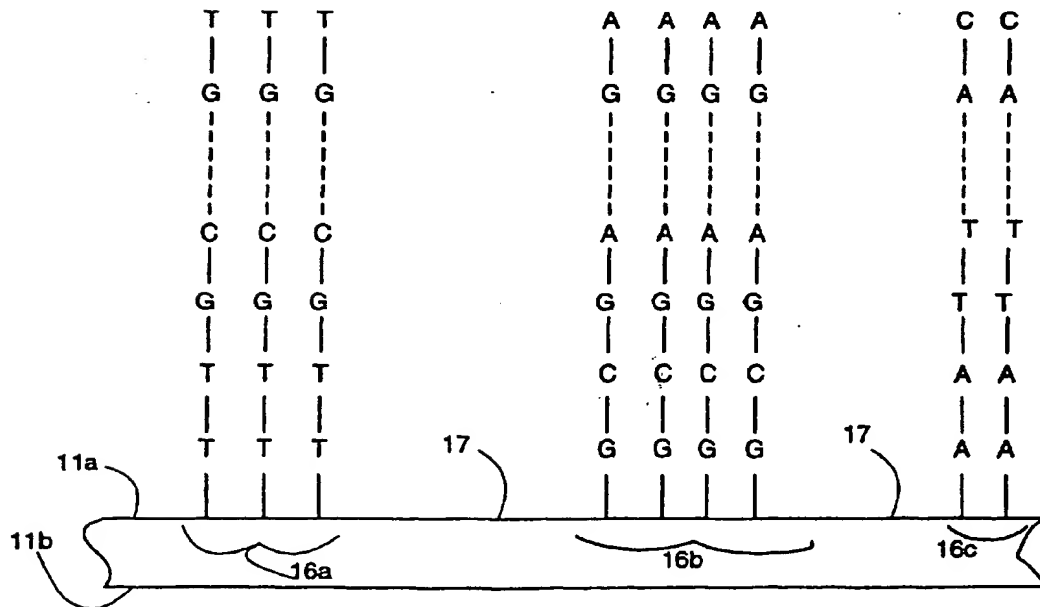 T T T A A A A C C
G G G G G G G A A
C C C A A A A T T
G G G G G G G T T
T T T C C C C A A
T T T G G G G A A
11a 17 17
11b 16a 16b 16c